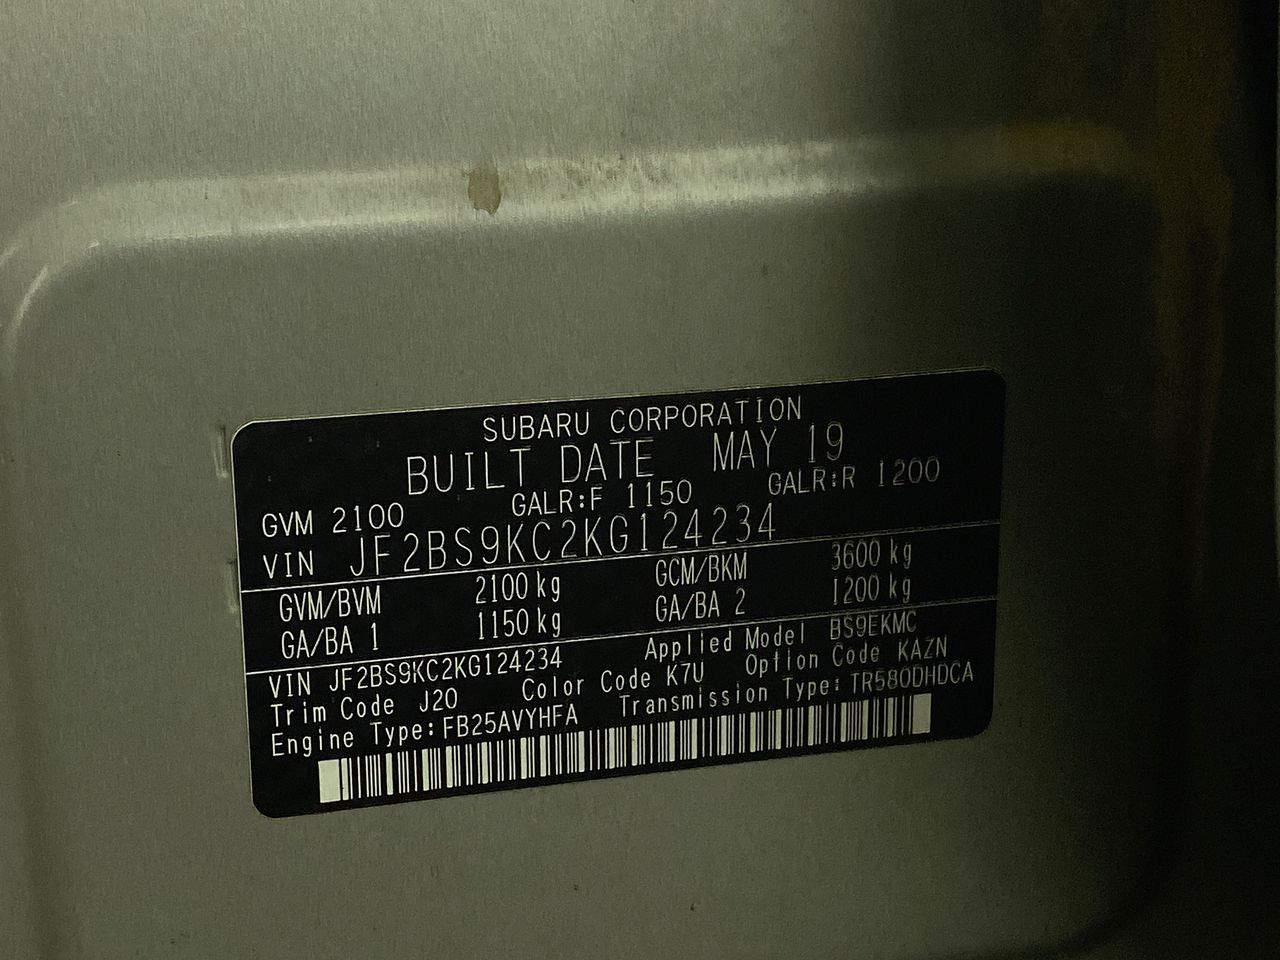 SUBARU CORPORATION
BUILT DATE MAY 19
GVM 2100 GALR:F 1150 GALR:R 1200
VIN JF2BS9KC2KG124234
GVM/BVM 2100 kg GCM/BKM 3600 kg
GA/BA 1 1150 kg GA/BA 2 1200 kg
VIN JF2BS9KC2KG124234 Applied Model BS9EKMC
Trim Code J20 Color Code K7U Option Code KAZN
Engine Type:FB25AVYHFA Transmission Type:TR580DHDCA